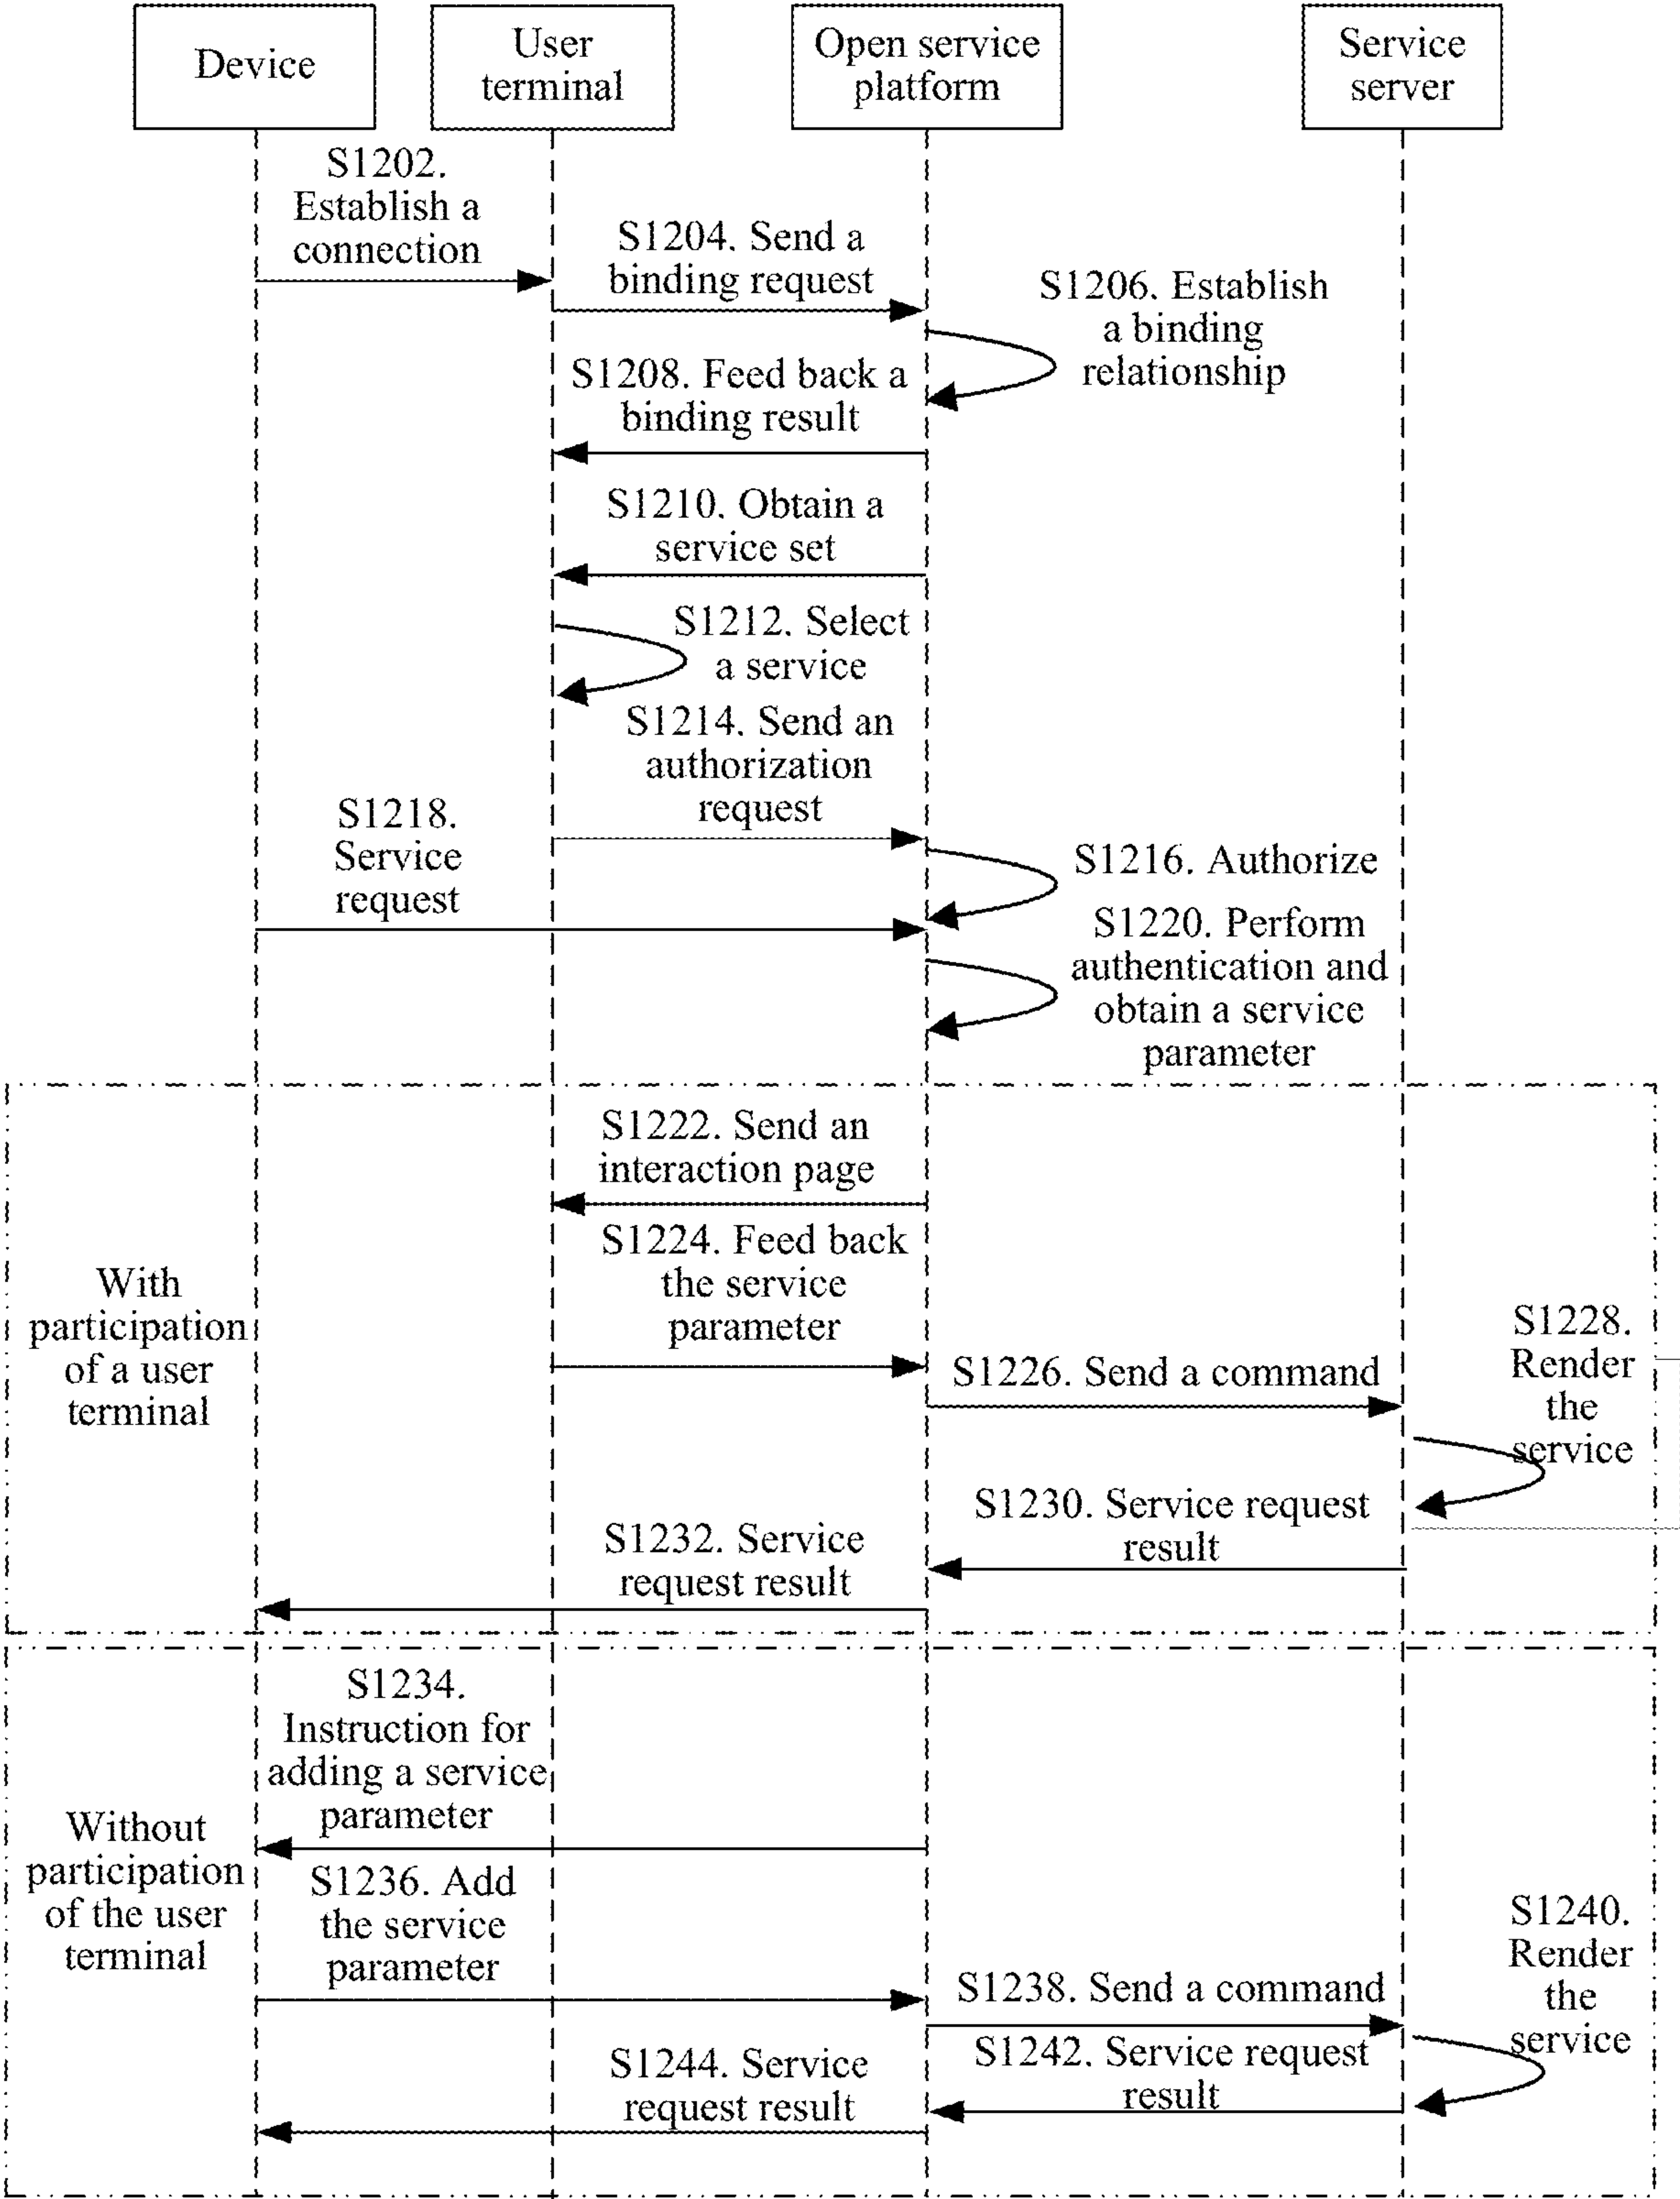 Device
User
terminal
Open service
platform
Service
server
S1202.
Establish a
connection
S1204. Send a
binding request
S1206. Establish
a binding
relationship
S1208. Feed back a
binding result
S1210. Obtain a
service set
S1212. Select
a service
S1214. Send an
authorization
request
S1218.
Service
request
S1216. Authorize
S1220. Perform
authentication and
obtain a service
parameter
With
participation
of a user
terminal
S1222. Send an
interaction page
S1224. Feed back
the service
parameter
S1226. Send a command
S1228.
Render
the
service
S1230. Service request
result
S1232. Service
request result
Without
participation
of the user
terminal
S1234.
Instruction for
adding a service
parameter
S1236. Add
the service
parameter
S1238. Send a command
S1240.
Render
the
service
S1242. Service request
result
S1244. Service
request result